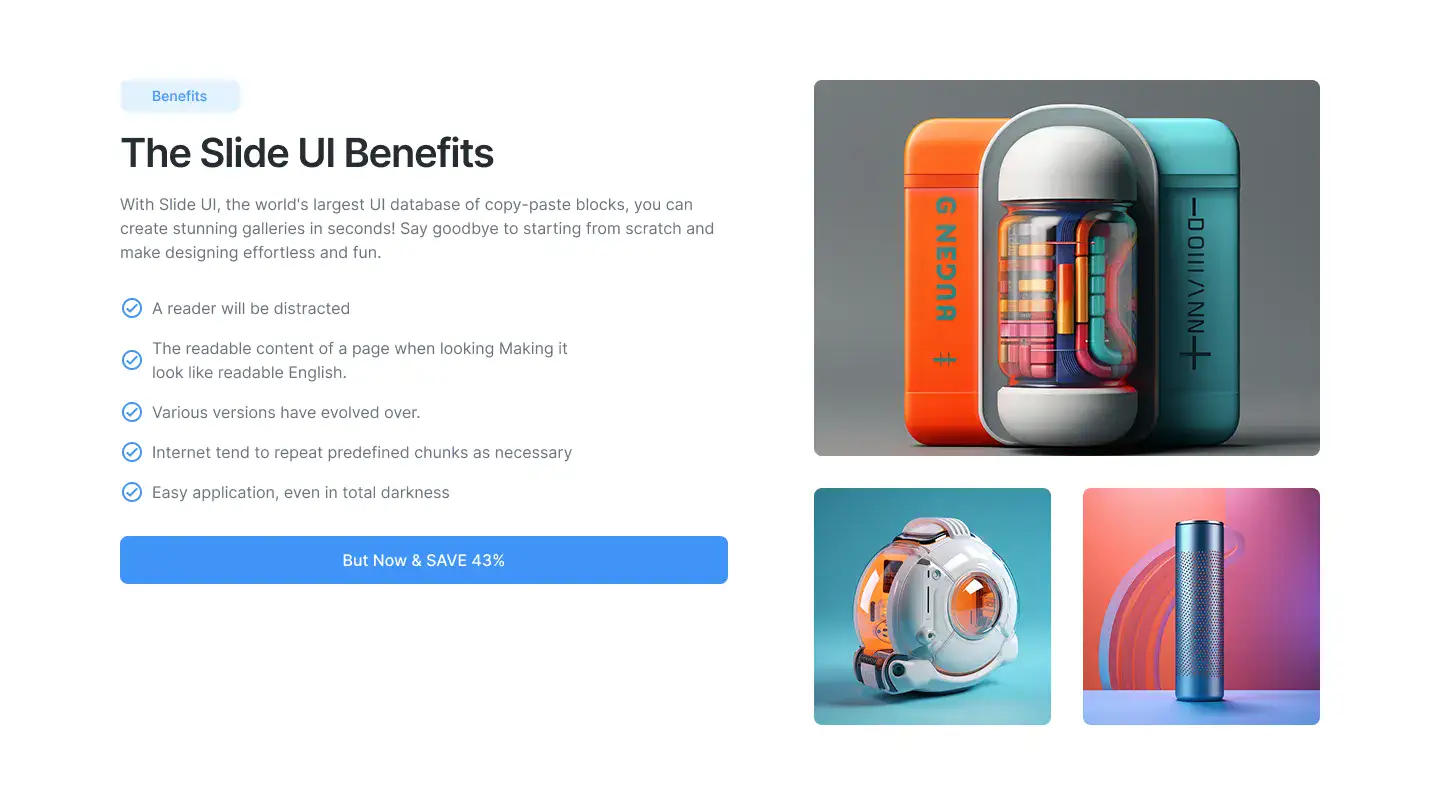 Benefits
The Slide UI Benefits
With Slide UI, the world's largest UI database of copy-paste blocks, you can
create stunning galleries in seconds! Say goodbye to starting from scratch and
make designing effortless and fun.
A reader will be distracted
The readable content of a page when looking Making it
look like readable English.
Various versions have evolved over.
Internet tend to repeat predefined chunks as necessary
Easy application, even in total darkness
But Now & SAVE 43%